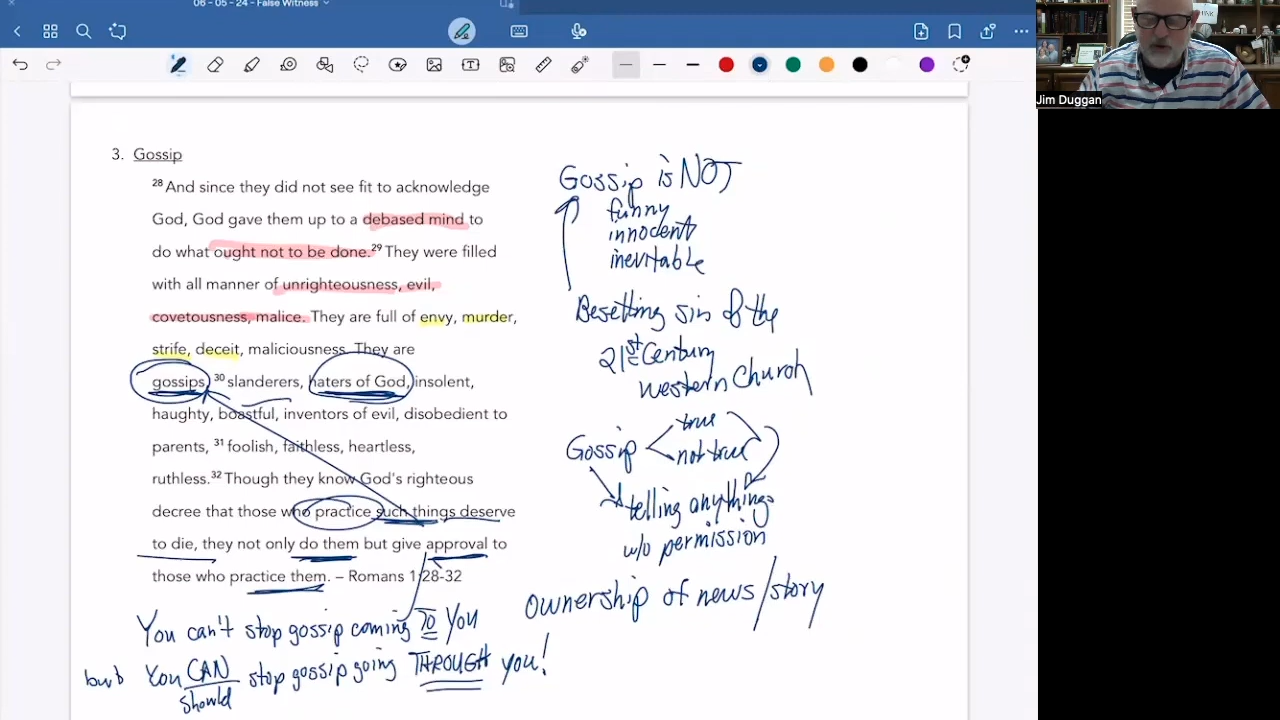 06 - 05 - 24 - False Witness
THINK
Jim Duggan
3. Gossip
28 And since they did not see fit to acknowledge
God, God gave them up to a debased mind to
do what ought not to be done. 29 They were filled
with all manner of unrighteousness, evil,
covetousness, malice. They are full of envy, murder,
strife, deceit, maliciousness. They are
gossips, 30 slanderers, haters of God, insolent,
haughty, boastful, inventors of evil, disobedient to
parents, 31 foolish, faithless, heartless,
ruthless. 32 Though they know God's righteous
decree that those who practice such things deserve
to die, they not only do them but give approval to
those who practice them. – Romans 1:28-32
You can't stop gossip coming TO You
but You CAN stop gossip going THROUGH you!
should
Gossip is NOT
funny
innocent
inevitable
Besetting sin of the
21st Century
Western Church
Gossip
true
not true
telling anything
w/o permission
Ownership of news/story